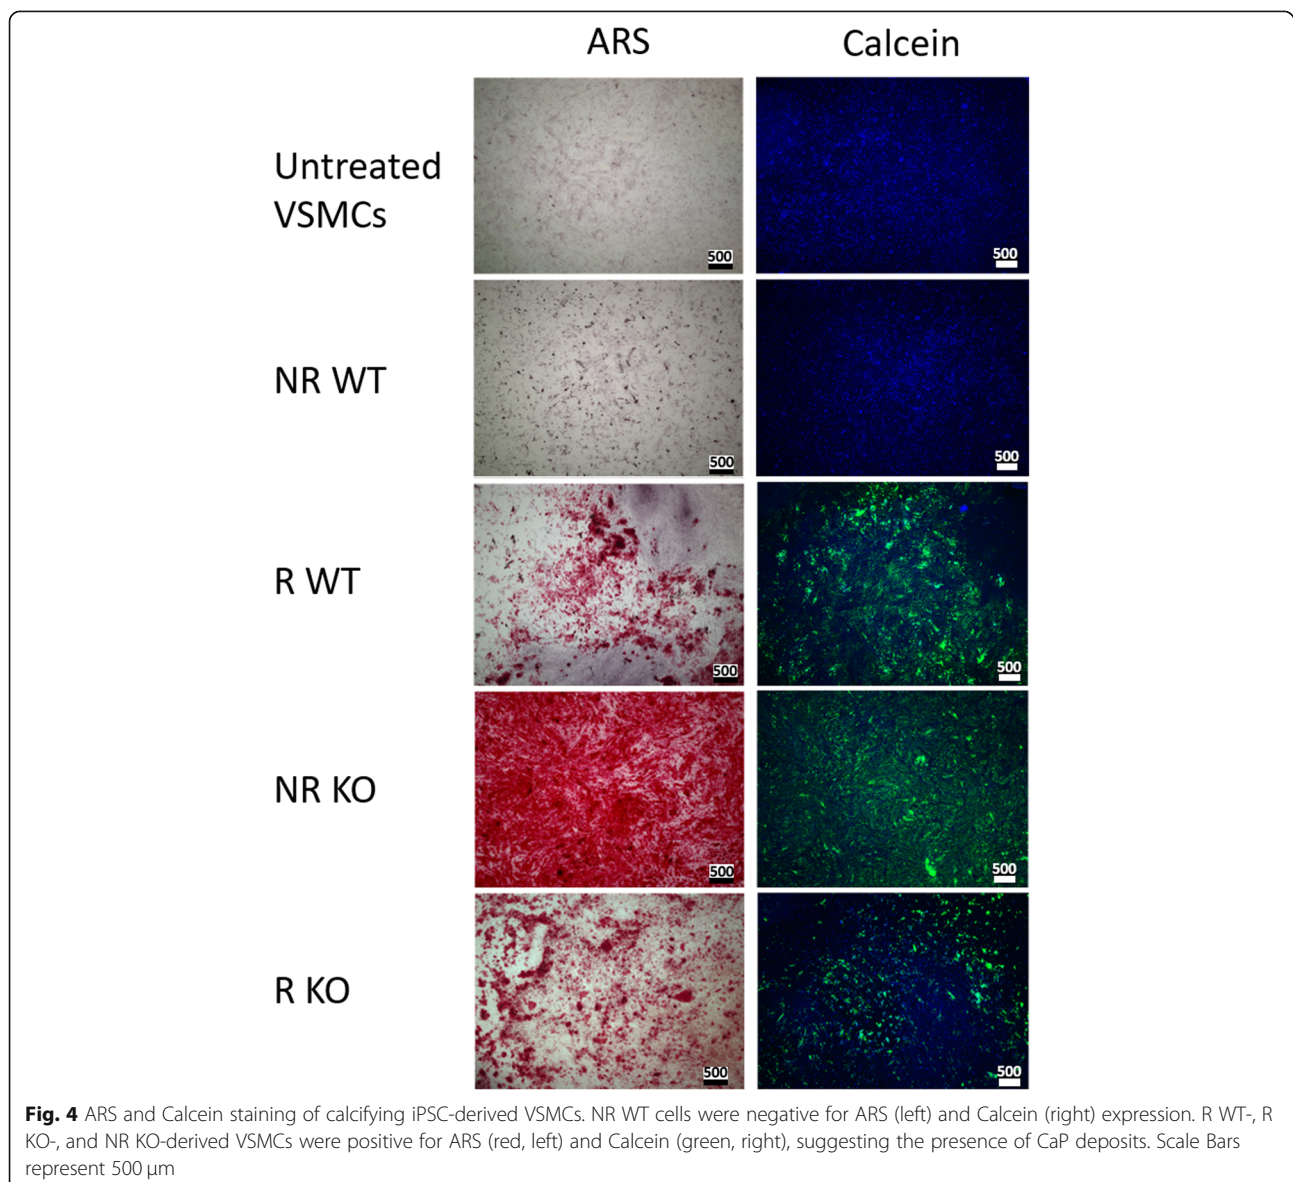 ARS Calcein
Untreated
VSMCs
500 500
NR WT
500 500
R WT
500 500
NR KO
500 500
R KO
500 500
Fig. 4 ARS and Calcein staining of calcifying iPSC-derived VSMCs. NR WT cells were negative for ARS (left) and Calcein (right) expression. R WT-, R
KO-, and NR KO-derived VSMCs were positive for ARS (red, left) and Calcein (green, right), suggesting the presence of CaP deposits. Scale Bars
represent 500 μm